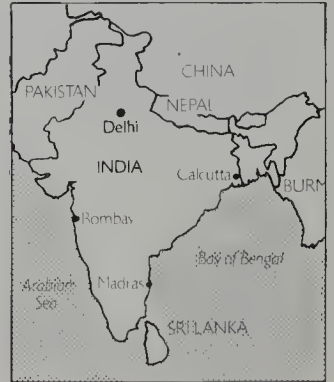 CHINA
PAKISTAN
NEPAL
Delhi
INDIA
Calcutta
BURM
Bombay
Bay of Bengal
Arabian
Sea
Madras
SRI LANKA